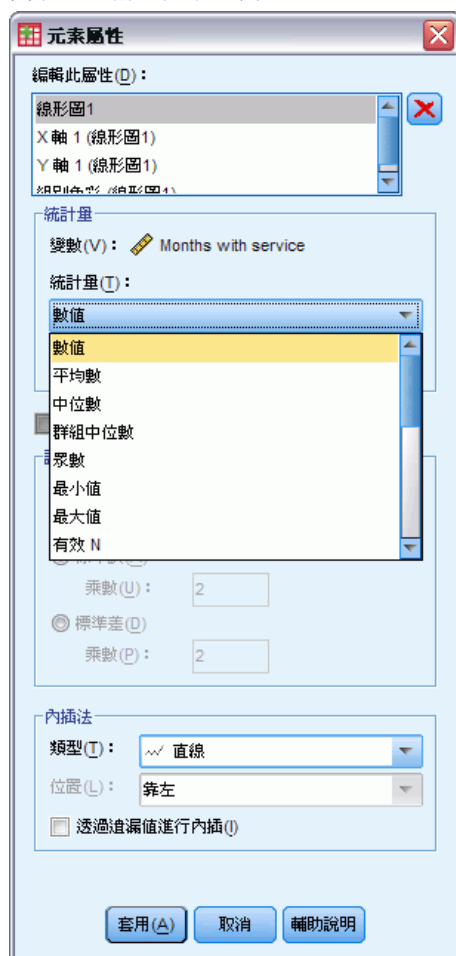 元素屬性
編輯此屬性(D)：
線形圖1
X 軸 1 (線形圖1)
Y 軸 1 (線形圖1)
統計量
變數(V)： Months with service
統計量(T)：
數值
數值
平均數
中位數
群組中位數
眾數
最小值
最大值
有效 N
乘數(U)： 2
標準差(D)
乘數(P)： 2
內插法
類型(T)： 直線
位置(L)： 靠左
透過遺漏值進行內插(I)
套用(A) 取消 輔助說明